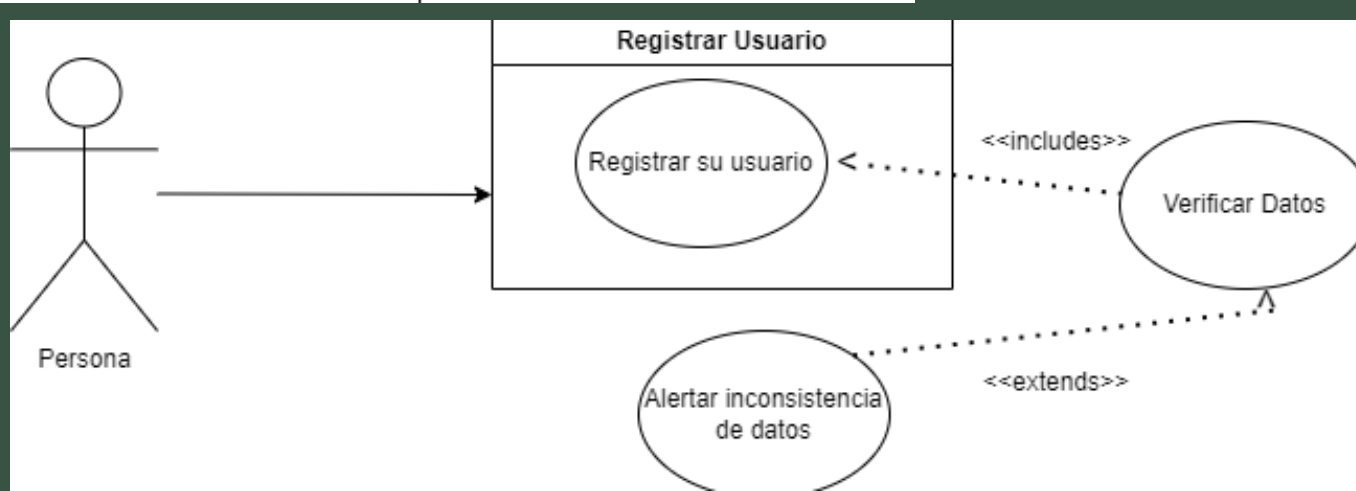 Registrar Usuario
Registrar su usuario
<<includes>>
Verificar Datos
Persona
Alertar inconsistencia
de datos
<<extends>>